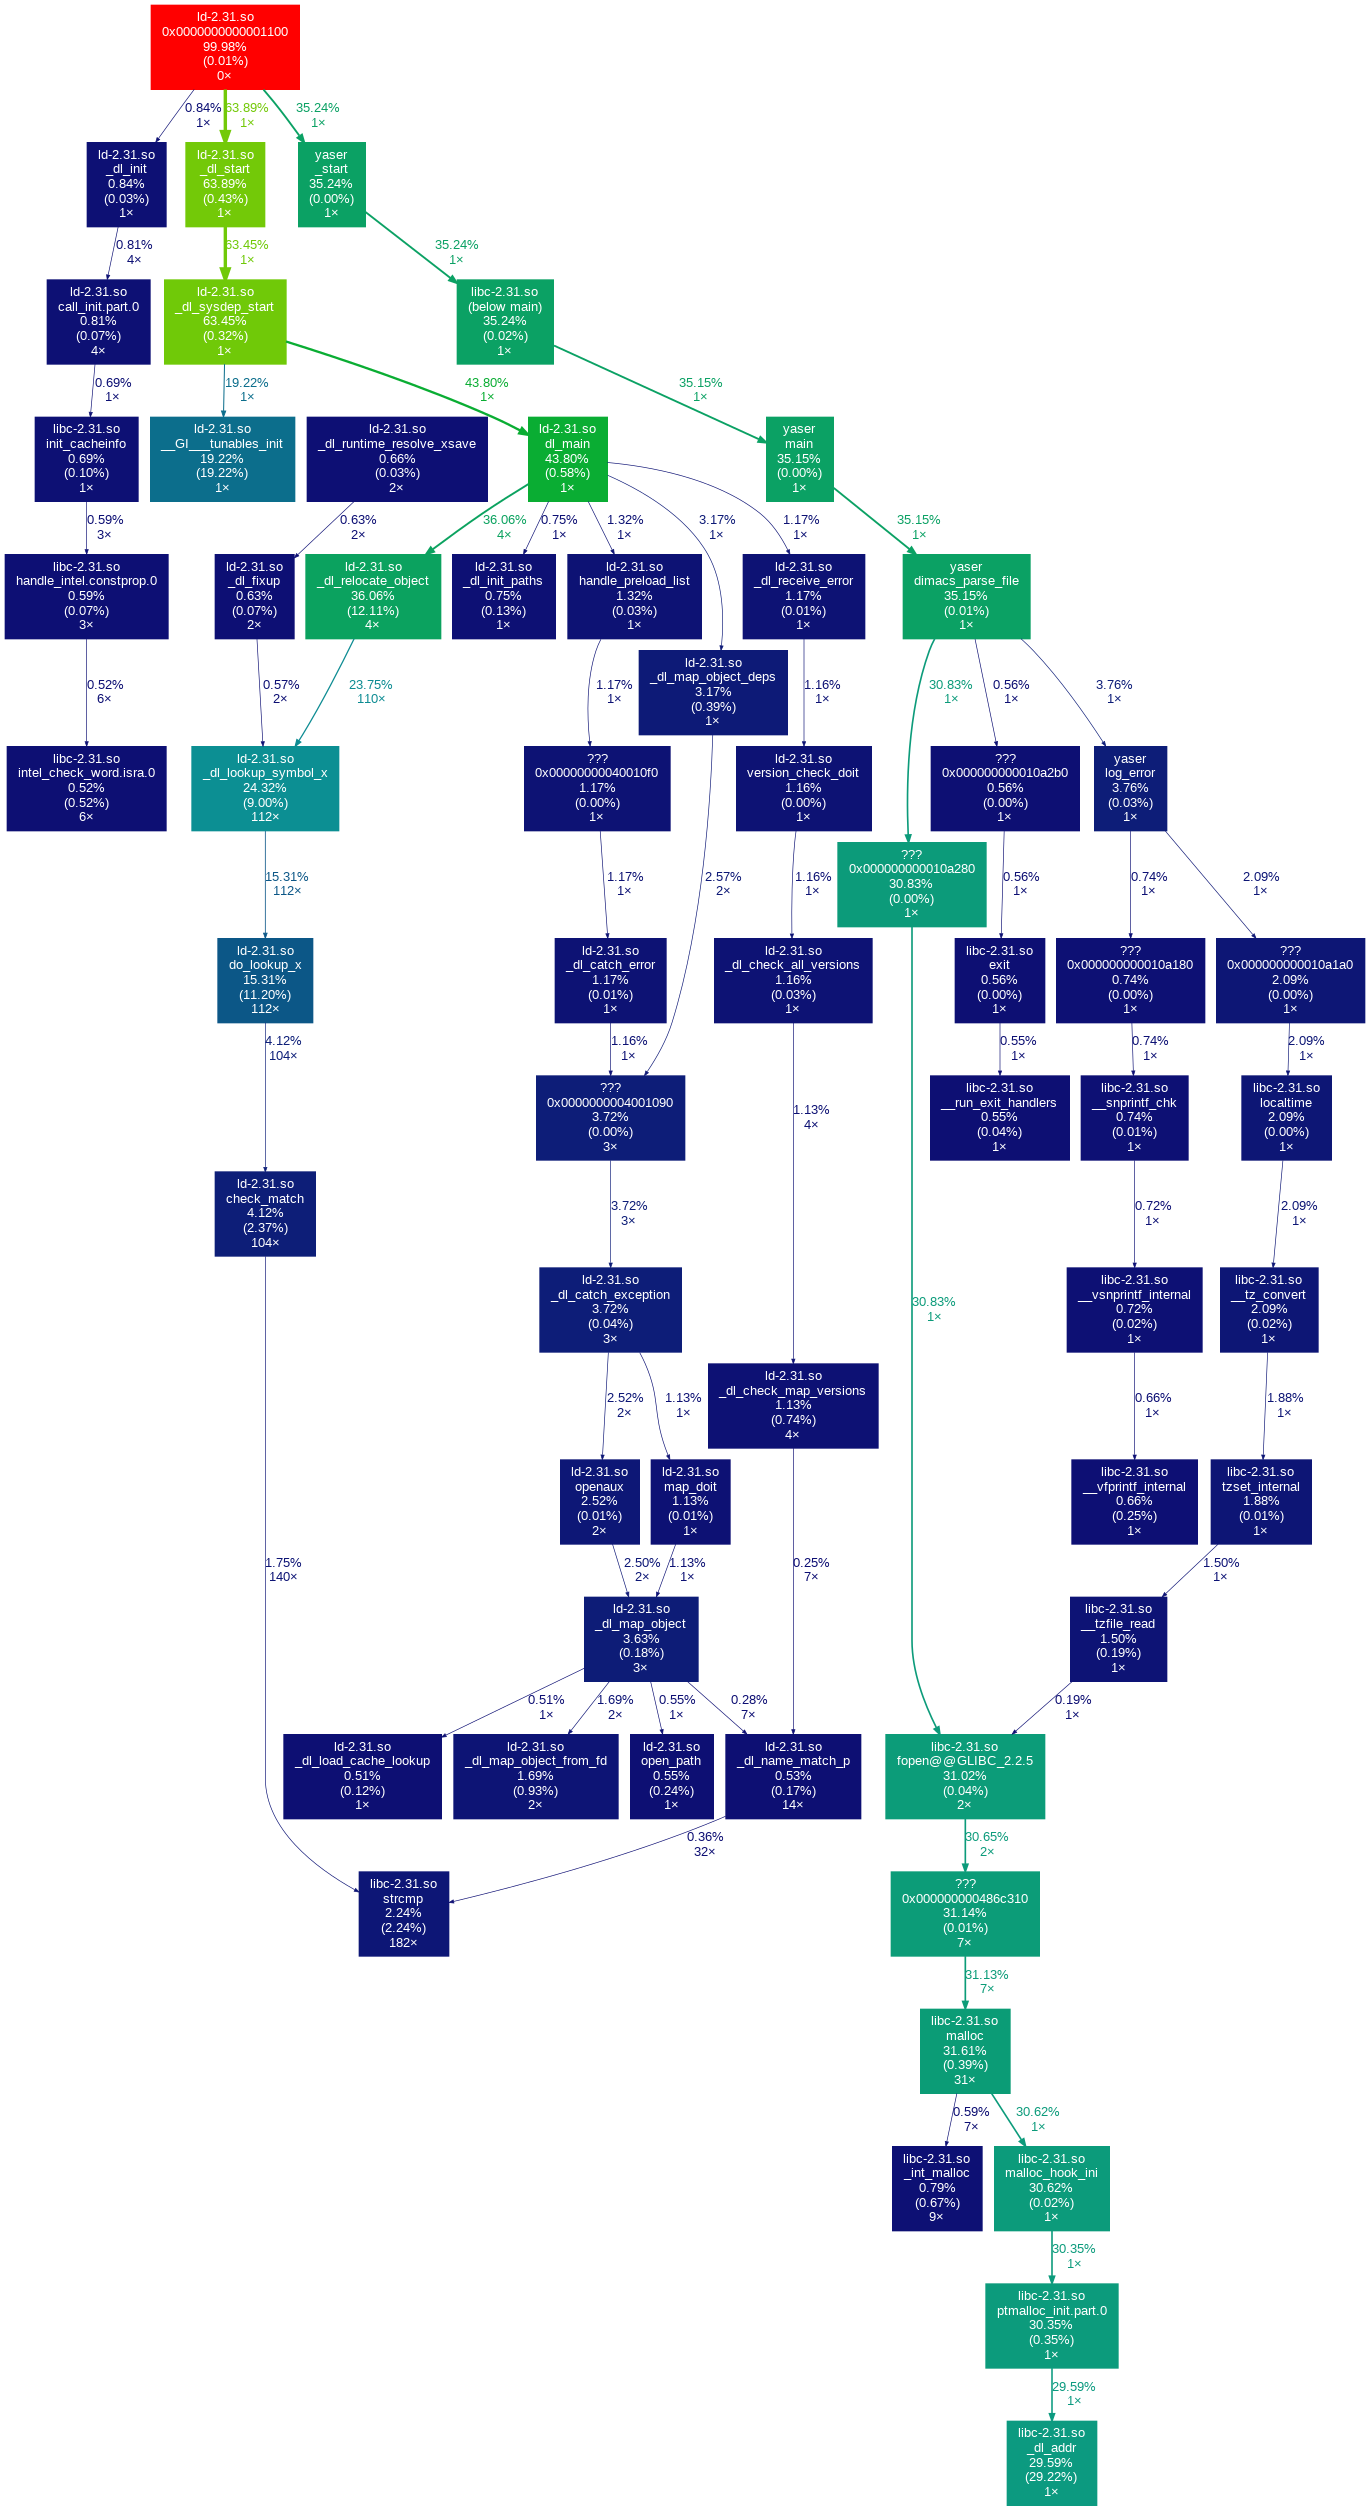 ld-2.31.so
0x0000000000001100
99.98%
(0.01%)
0×
0.84%
1×
63.89%
1×
35.24%
1×
ld-2.31.so
_dl_init
0.84%
(0.03%)
1×
ld-2.31.so
_dl_start
63.89%
(0.43%)
1×
yaser
_start
35.24%
(0.00%)
1×
0.81%
4×
63.45%
1×
35.24%
1×
ld-2.31.so
call_init.part.0
0.81%
(0.07%)
4×
ld-2.31.so
_dl_sysdep_start
63.45%
(0.32%)
1×
libc-2.31.so
(below main)
35.24%
(0.02%)
1×
0.69%
1×
19.22%
1×
43.80%
1×
35.15%
1×
libc-2.31.so
init_cacheinfo
0.69%
(0.10%)
1×
ld-2.31.so
__GI___tunables_init
19.22%
(19.22%)
1×
ld-2.31.so
_dl_runtime_resolve_xsave
0.66%
(0.03%)
2×
ld-2.31.so
dl_main
43.80%
(0.58%)
1×
yaser
main
35.15%
(0.00%)
1×
0.59%
3×
0.63%
2×
36.06%
4×
0.75%
1×
1.32%
1×
3.17%
1×
1.17%
1×
35.15%
1×
libc-2.31.so
handle_intel.constprop.0
0.59%
(0.07%)
3×
ld-2.31.so
_dl_fixup
0.63%
(0.07%)
2×
ld-2.31.so
_dl_relocate_object
36.06%
(12.11%)
4×
ld-2.31.so
_dl_init_paths
0.75%
(0.13%)
1×
ld-2.31.so
handle_preload_list
1.32%
(0.03%)
1×
ld-2.31.so
_dl_receive_error
1.17%
(0.01%)
1×
yaser
dimacs_parse_file
35.15%
(0.01%)
1×
0.52%
6×
0.57%
2×
23.75%
110×
1.17%
1×
ld-2.31.so
_dl_map_object_deps
3.17%
(0.39%)
1×
1.16%
1×
30.83%
1×
0.56%
1×
3.76%
1×
libc-2.31.so
intel_check_word.isra.0
0.52%
(0.52%)
6×
ld-2.31.so
_dl_lookup_symbol_x
24.32%
(9.00%)
112×
???
0x00000000040010f0
1.17%
(0.00%)
1×
ld-2.31.so
version_check_doit
1.16%
(0.00%)
1×
???
0x000000000010a2b0
0.56%
(0.00%)
1×
yaser
log_error
3.76%
(0.03%)
1×
15.31%
112×
1.17%
1×
2.57%
2×
1.16%
1×
???
0x000000000010a280
30.83%
(0.00%)
1×
0.56%
1×
0.74%
1×
2.09%
1×
ld-2.31.so
do_lookup_x
15.31%
(11.20%)
112×
ld-2.31.so
_dl_catch_error
1.17%
(0.01%)
1×
ld-2.31.so
_dl_check_all_versions
1.16%
(0.03%)
1×
libc-2.31.so
exit
0.56%
(0.00%)
1×
???
0x000000000010a180
0.74%
(0.00%)
1×
???
0x000000000010a1a0
2.09%
(0.00%)
1×
4.12%
104×
1.16%
1×
0.55%
1×
0.74%
1×
2.09%
1×
???
0x0000000004001090
3.72%
(0.00%)
3×
1.13%
4×
libc-2.31.so
__run_exit_handlers
0.55%
(0.04%)
1×
libc-2.31.so
__snprintf_chk
0.74%
(0.01%)
1×
libc-2.31.so
localtime
2.09%
(0.00%)
1×
ld-2.31.so
check_match
4.12%
(2.37%)
104×
3.72%
3×
0.72%
1×
2.09%
1×
ld-2.31.so
_dl_catch_exception
3.72%
(0.04%)
3×
30.83%
1×
libc-2.31.so
__vsnprintf_internal
0.72%
(0.02%)
1×
libc-2.31.so
__tz_convert
2.09%
(0.02%)
1×
2.52%
2×
1.13%
1×
ld-2.31.so
_dl_check_map_versions
1.13%
(0.74%)
4×
0.66%
1×
1.88%
1×
ld-2.31.so
openaux
2.52%
(0.01%)
2×
ld-2.31.so
map_doit
1.13%
(0.01%)
1×
libc-2.31.so
__vfprintf_internal
0.66%
(0.25%)
1×
libc-2.31.so
tzset_internal
1.88%
(0.01%)
1×
1.75%
140×
2.50%
2×
1.13%
1×
0.25%
7×
1.50%
1×
ld-2.31.so
_dl_map_object
3.63%
(0.18%)
3×
libc-2.31.so
__tzfile_read
1.50%
(0.19%)
1×
0.51%
1×
1.69%
2×
0.55%
1×
0.28%
7×
0.19%
1×
ld-2.31.so
_dl_load_cache_lookup
0.51%
(0.12%)
1×
ld-2.31.so
_dl_map_object_from_fd
1.69%
(0.93%)
2×
ld-2.31.so
open_path
0.55%
(0.24%)
1×
ld-2.31.so
_dl_name_match_p
0.53%
(0.17%)
14×
libc-2.31.so
fopen@@GLIBC_2.2.5
31.02%
(0.04%)
2×
0.36%
32×
30.65%
2×
libc-2.31.so
strcmp
2.24%
(2.24%)
182×
???
0x000000000486c310
31.14%
(0.01%)
7×
31.13%
7×
libc-2.31.so
malloc
31.61%
(0.39%)
31×
0.59%
7×
30.62%
1×
libc-2.31.so
_int_malloc
0.79%
(0.67%)
9×
libc-2.31.so
malloc_hook_ini
30.62%
(0.02%)
1×
30.35%
1×
libc-2.31.so
ptmalloc_init.part.0
30.35%
(0.35%)
1×
29.59%
1×
libc-2.31.so
_dl_addr
29.59%
(29.22%)
1×